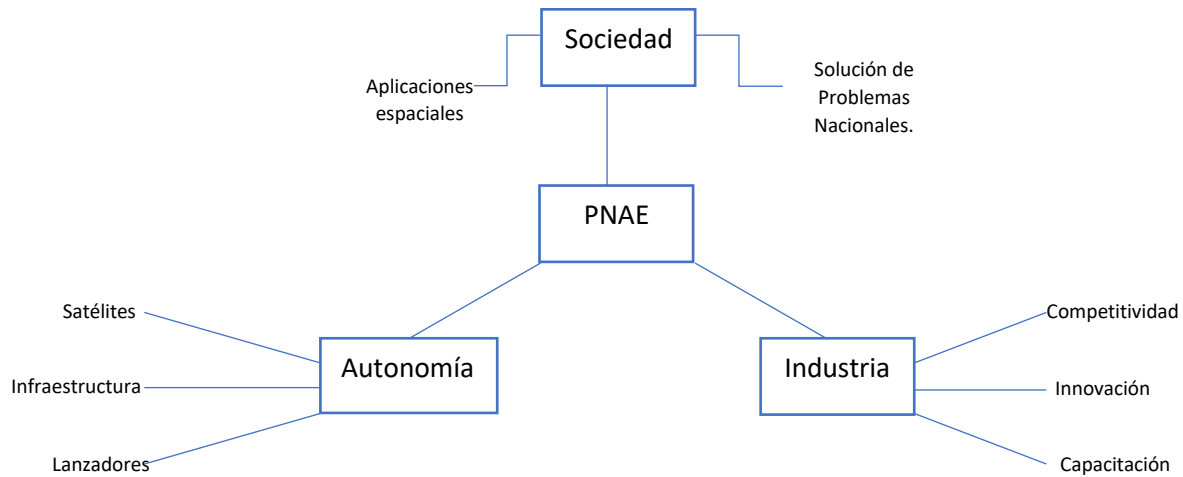 Sociedad
Aplicaciones
espaciales
Solución de
Problemas
Nacionales.
PNAE
Satélites
Infraestructura
Lanzadores
Autonomía
Industria
Competitividad
Innovación
Capacitación